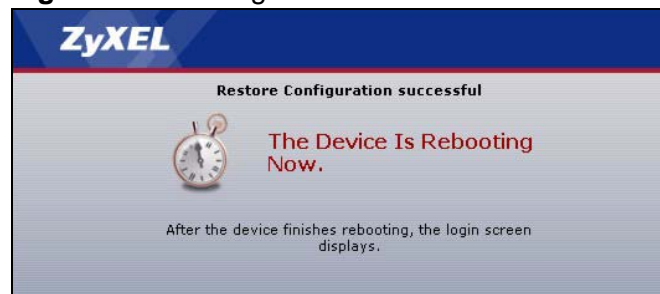 ZyXEL
Restore Configuration successful
The Device Is Rebooting
Now.
After the device finishes rebooting, the login screen
displays.